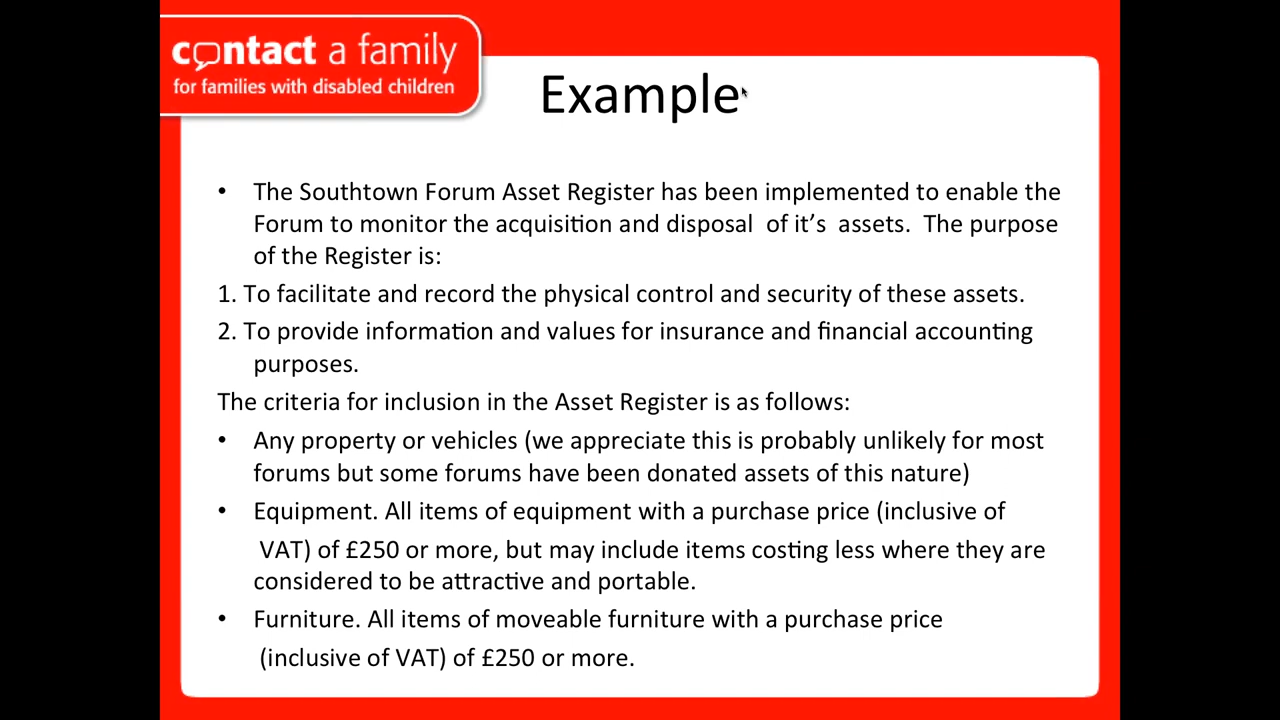 contact a family
for families with disabled children
Example
• The Southtown Forum Asset Register has been implemented to enable the
Forum to monitor the acquisition and disposal  of it’s  assets.  The purpose
of the Register is:
1. To facilitate and record the physical control and security of these assets.
2. To provide information and values for insurance and financial accounting
purposes.
The criteria for inclusion in the Asset Register is as follows:
• Any property or vehicles (we appreciate this is probably unlikely for most
forums but some forums have been donated assets of this nature)
• Equipment. All items of equipment with a purchase price (inclusive of
VAT) of £250 or more, but may include items costing less where they are
considered to be attractive and portable.
• Furniture. All items of moveable furniture with a purchase price
(inclusive of VAT) of £250 or more.